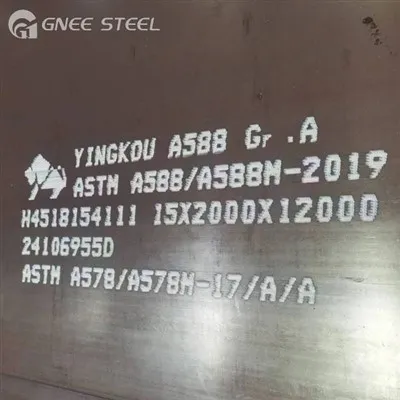 GNEE STEEL
YINGKOU A588 Gr .A
ASTM A588/A588M-2019
H4518154111 15X2000X12000
24106955D
ASTM A578/A578M-17/A/A